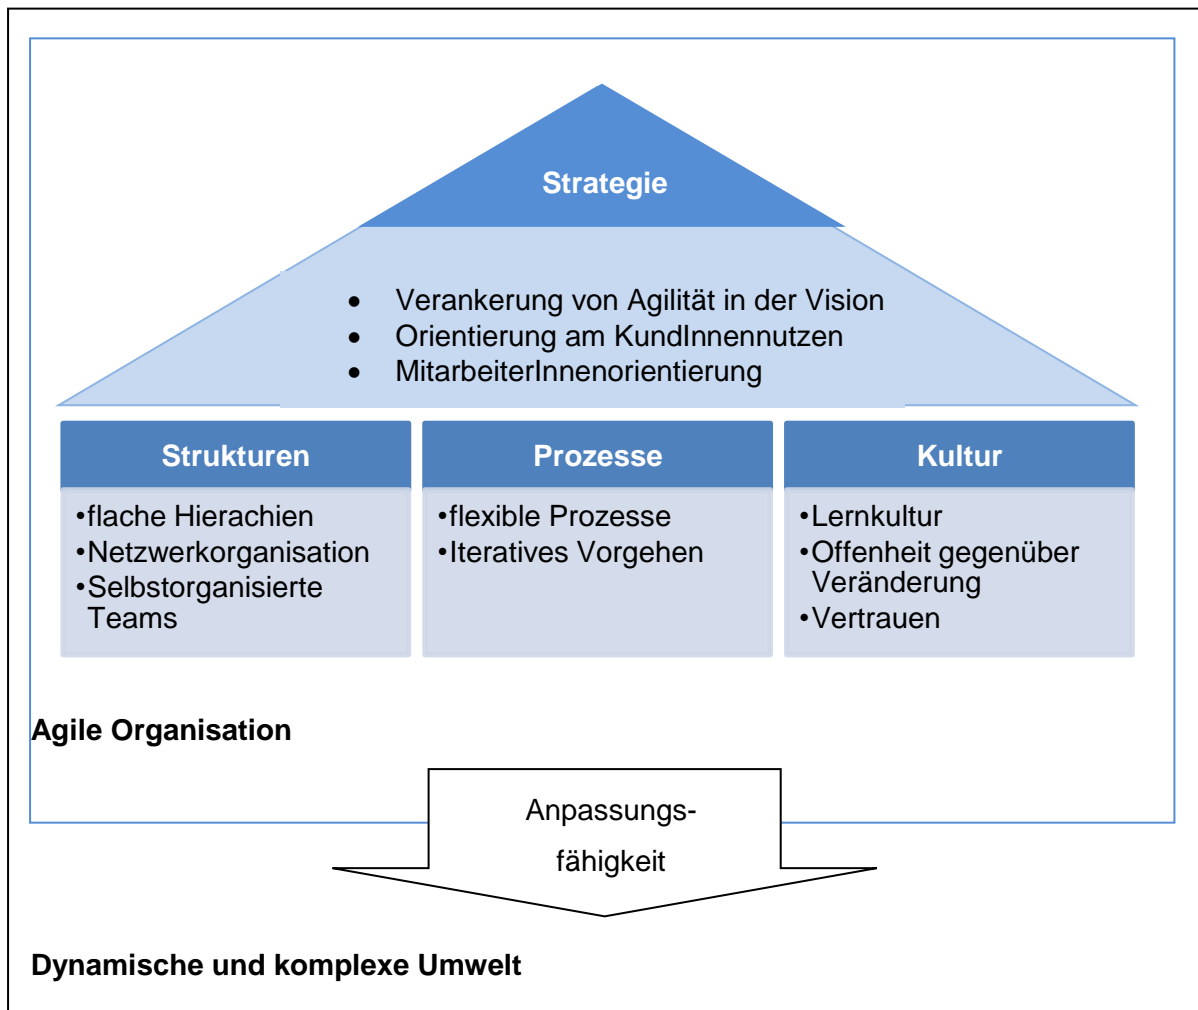 Strategie
• Verankerung von Agilität in der Vision
• Orientierung am KundInnennutzen
• MitarbeiterInnenorientierung
Strukturen
•flache Hierachien
•Netzwerkorganisation
•Selbstorganisierte
Teams
Prozesse
•flexible Prozesse
•Iteratives Vorgehen
Kultur
•Lernkultur
•Offenheit gegenüber
Veränderung
•Vertrauen
Agile Organisation
Anpassungs-
fähigkeit
Dynamische und komplexe Umwelt